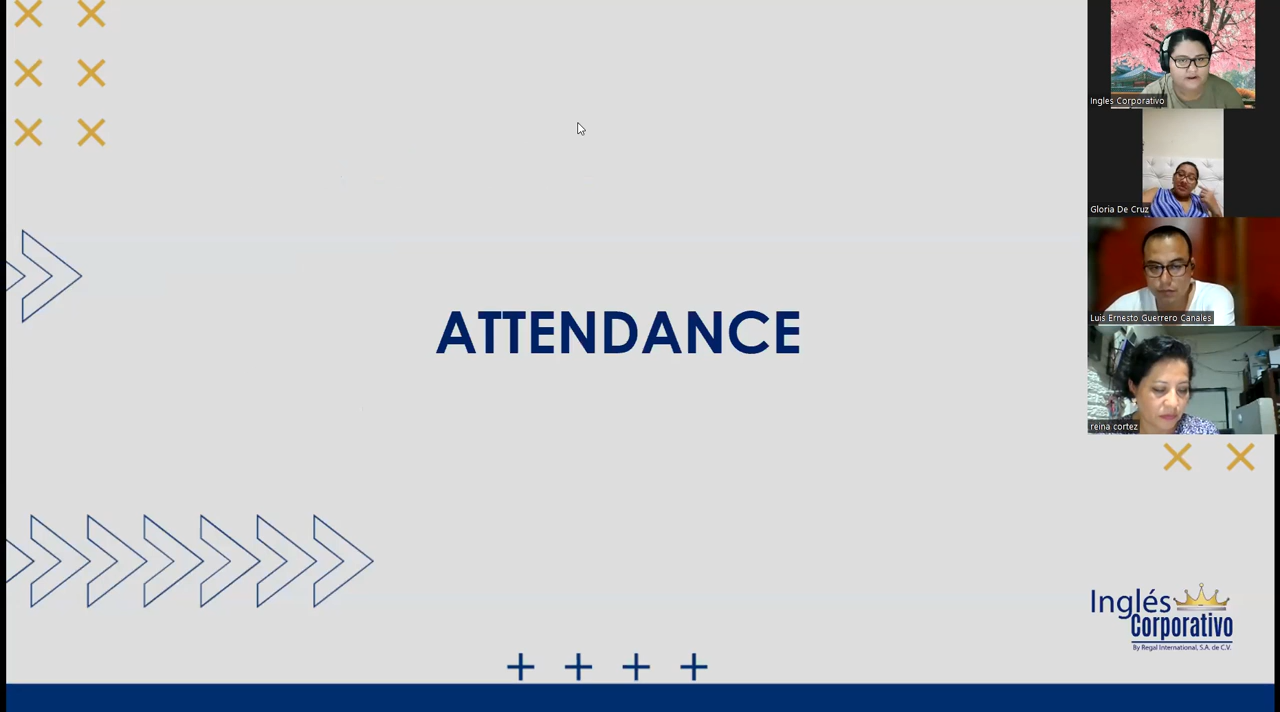 ATTENDANCE
Ingles Corporativo
Gloria De Cruz
Luis Ernesto Guerrero Canales
reina cortez
Inglés
Corporativo
By Regal International, S.A. de C.V.